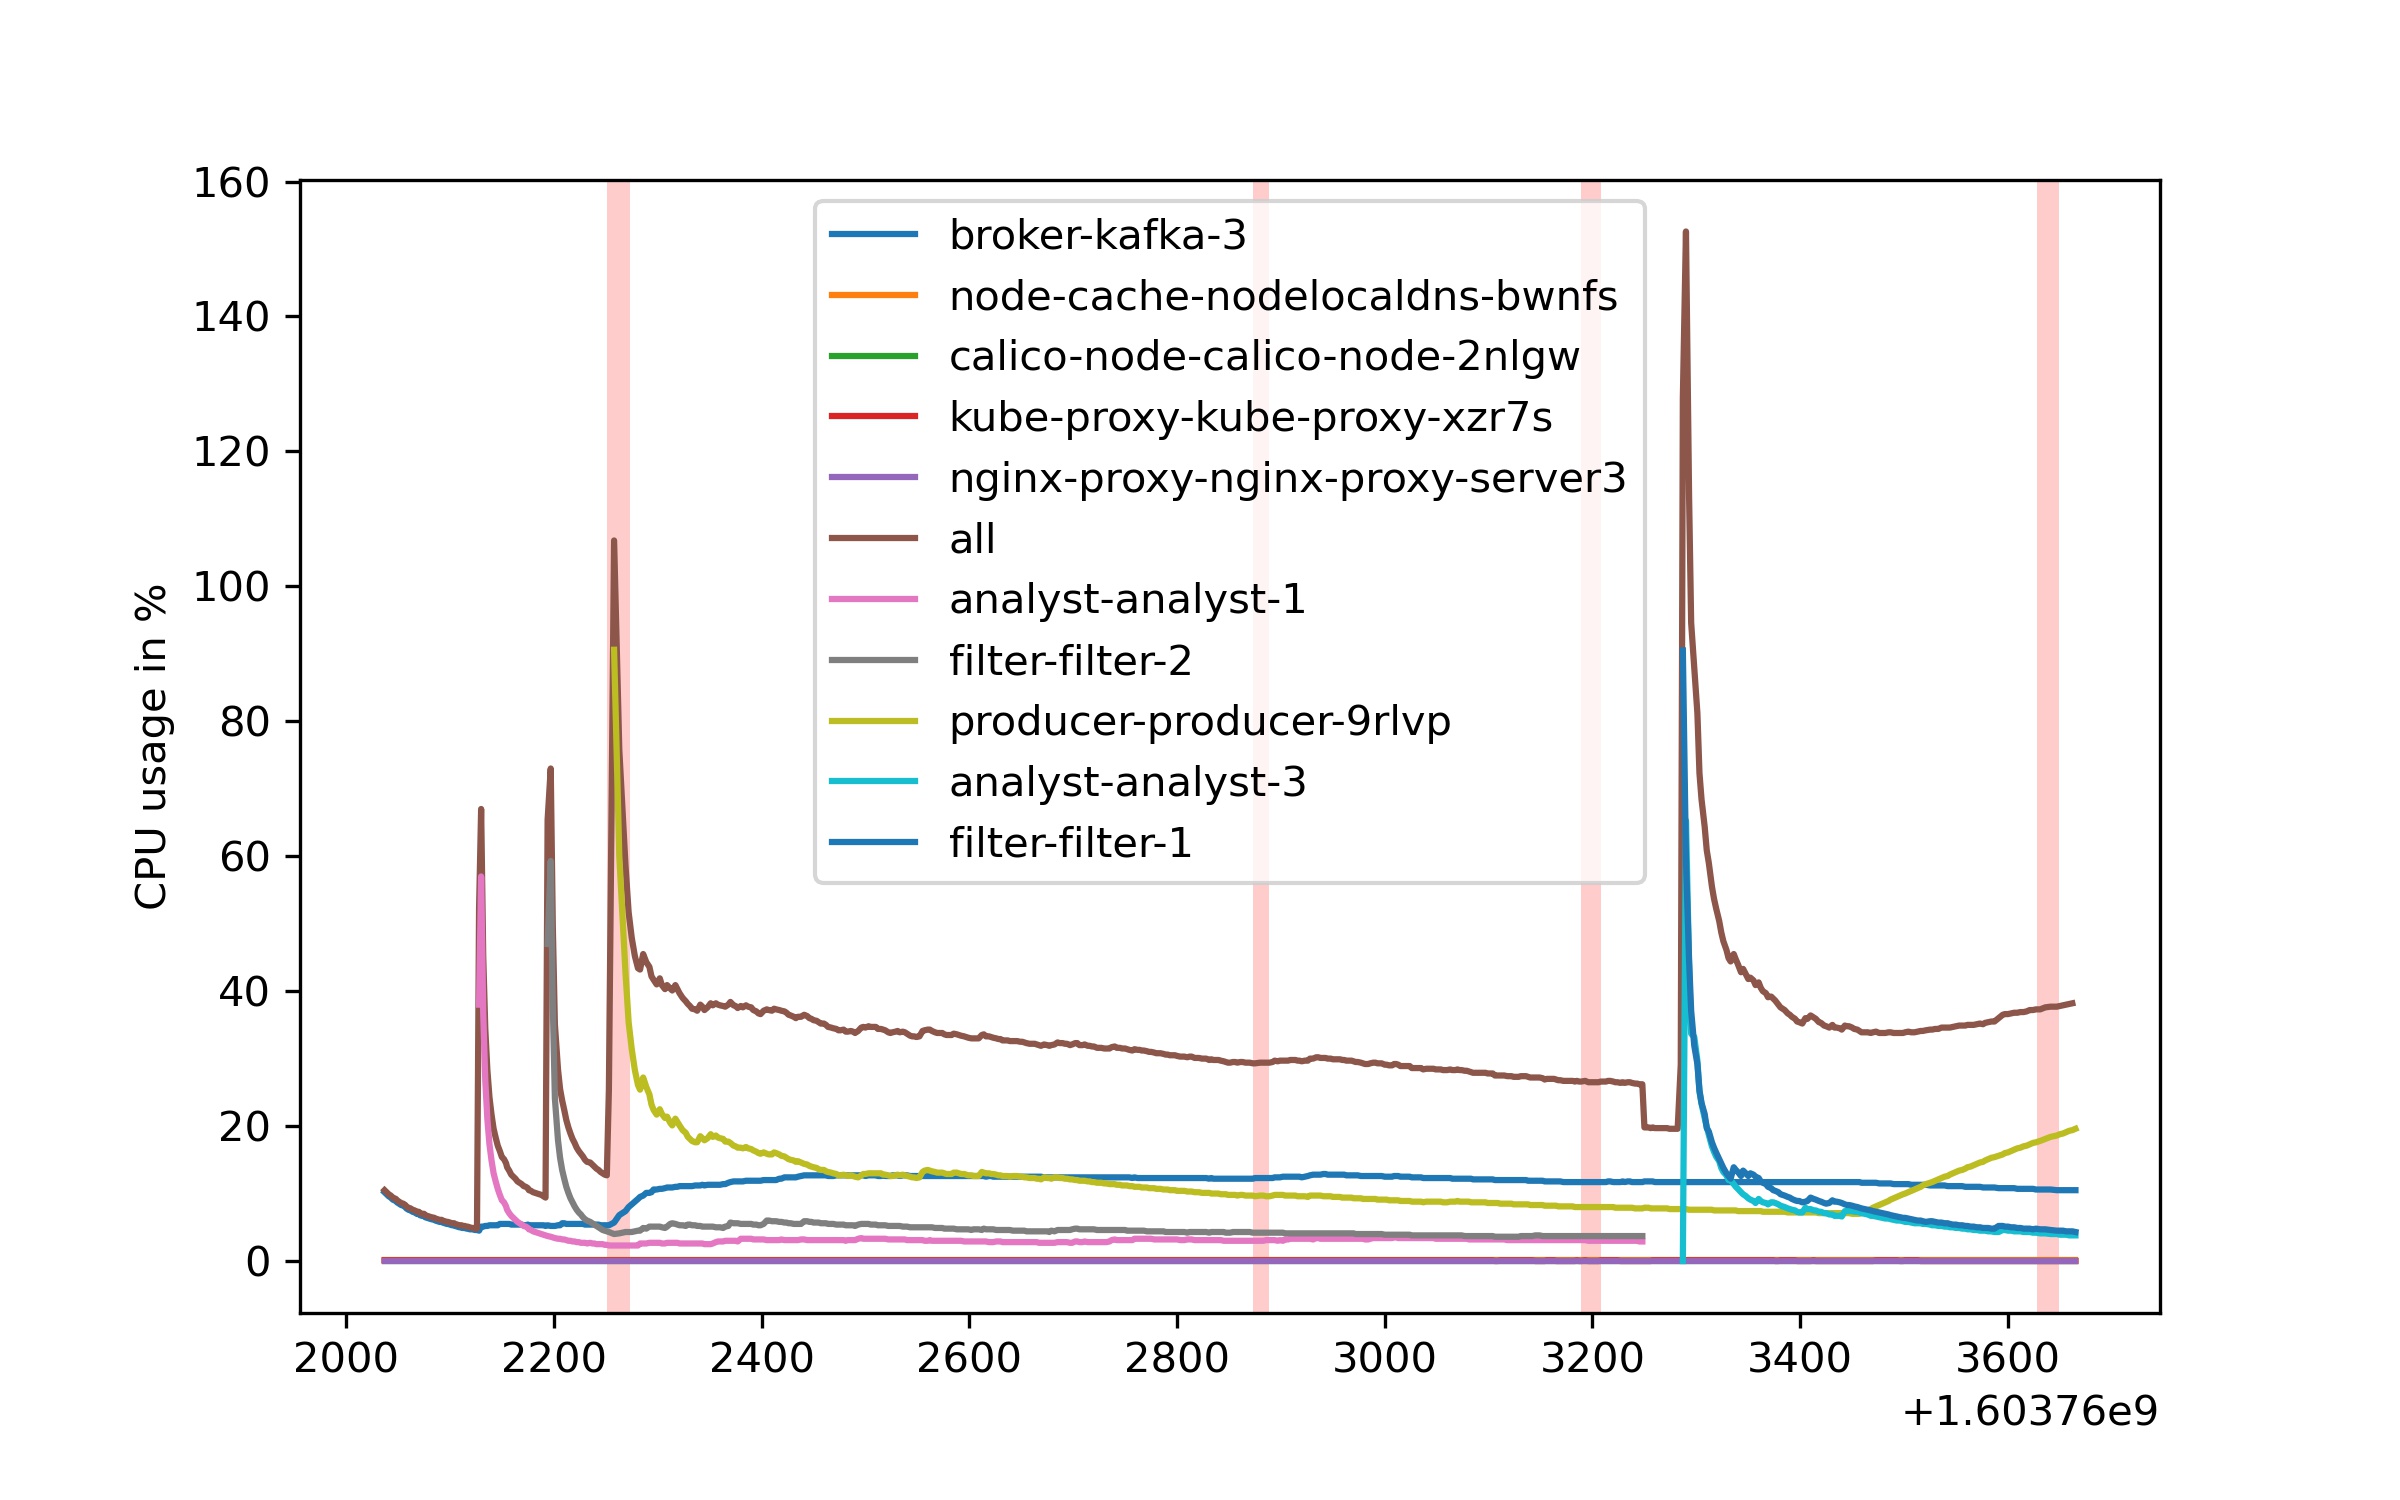 160
140
120
100
80
60
40
20
0
CPU usage in %
broker-kafka-3
node-cache-nodelocaldns-bwnfs
calico-node-calico-node-2nlgw
kube-proxy-kube-proxy-xzr7s
nginx-proxy-nginx-proxy-server3
all
analyst-analyst-1
filter-filter-2
producer-producer-9rlvp
analyst-analyst-3
filter-filter-1
2000 2200 2400 2600 2800 3000 3200 3400 3600
+1.60376e9